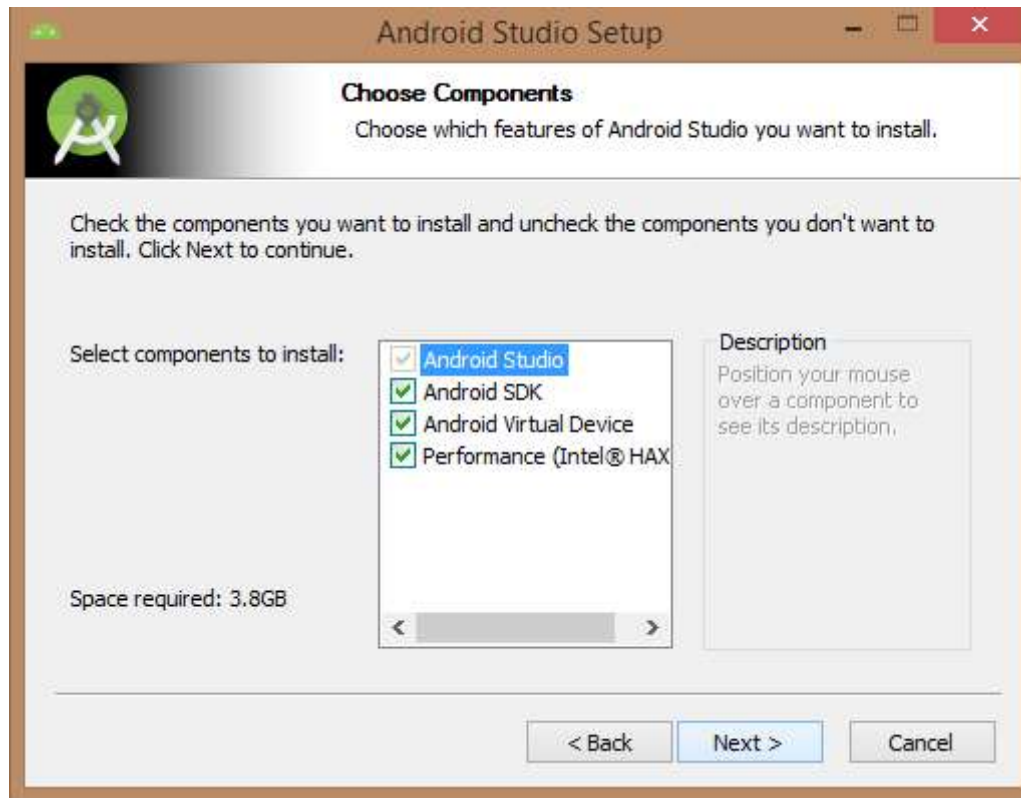 Android Studio Setup
Choose Components
Choose which features of Android Studio you want to install.
Check the components you want to install and uncheck the components you don't want to
install. Click Next to continue.
Select components to install:
Android Studio
Android SDK
Android Virtual Device
Performance (Intel® HAX
Description
Position your mouse
over a component to
see its description.
Space required: 3.8GB
< Back
Next >
Cancel